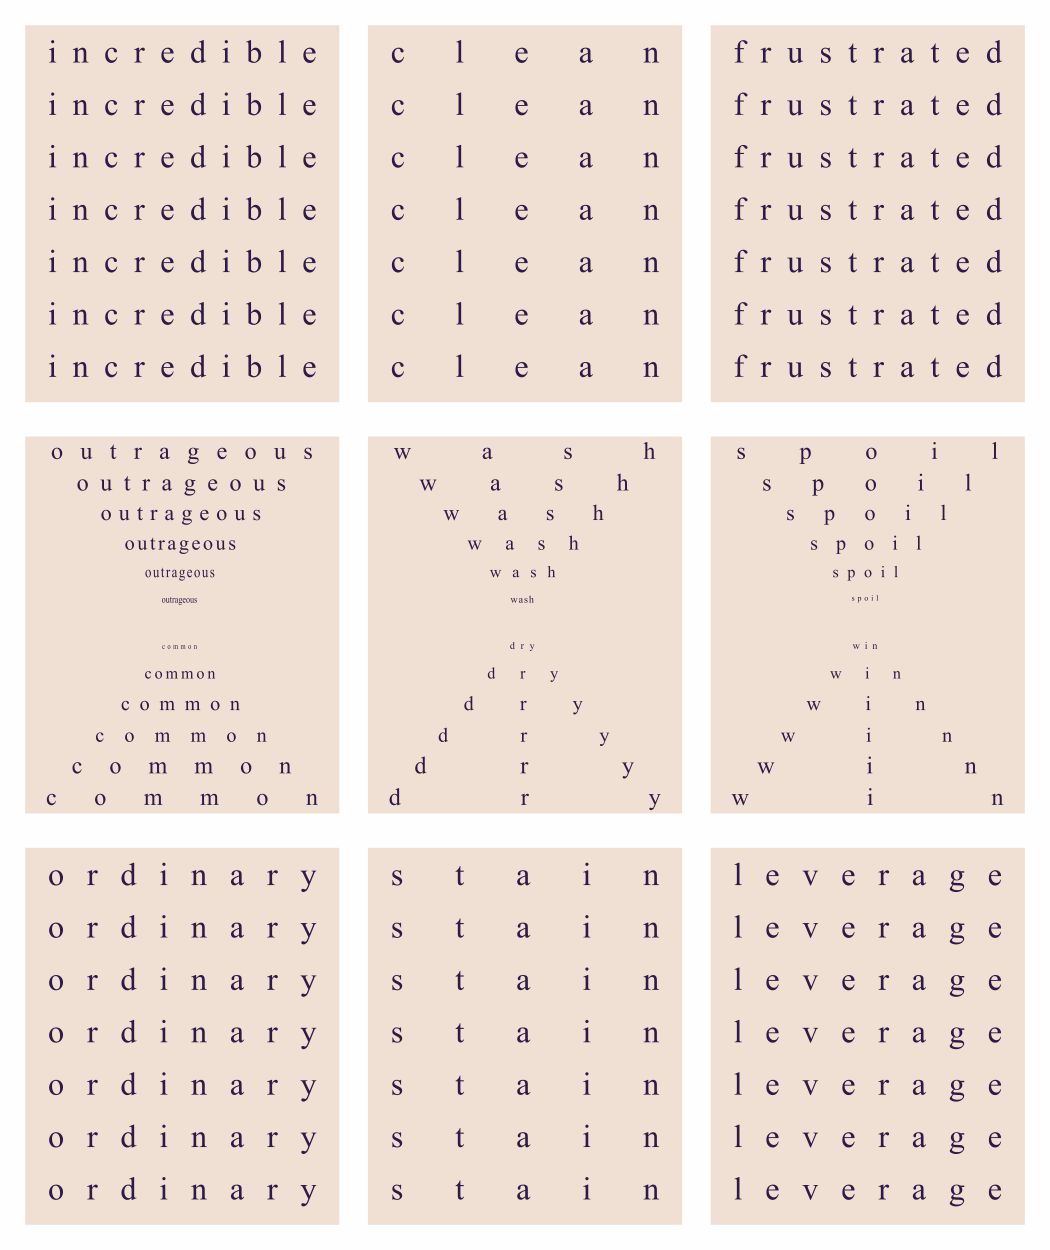 incredible
incredible
incredible
incredible
incredible
incredible
incredible
clean
clean
clean
clean
clean
clean
clean
frustrated
frustrated
frustrated
frustrated
frustrated
frustrated
frustrated
outrageous
outrageous
outrageous
outrageous
outrageous
outrageous
common
common
common
common
common
common
wash
wash
wash
wash
wash
wash
dry
dry
dry
dry
dry
dry
spoil
spoil
spoil
spoil
spoil
spoil
win
win
win
win
win
win
ordinary
ordinary
ordinary
ordinary
ordinary
ordinary
ordinary
stain
stain
stain
stain
stain
stain
stain
leverage
leverage
leverage
leverage
leverage
leverage
leverage